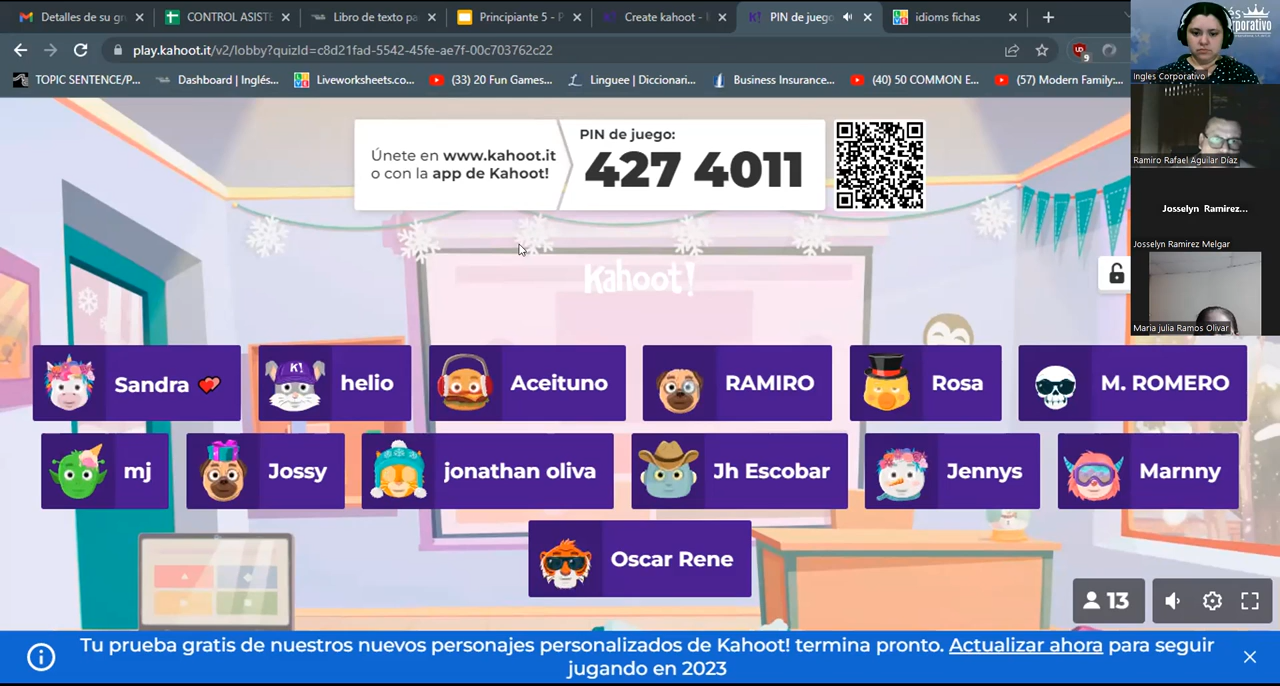 Detalles de su gr
CONTROL ASISTE
Libro de texto pa
Principiante 5 - P
Create kahoot - k
PIN de juego
idioms fichas
play.kahoot.it/v2/lobby?quizId=c8d21fad-5542-45fe-ae7f-00c703762c22
9
TOPIC SENTENCE/P...
Dashboard | Inglés...
Liveworksheets.co...
(33) 20 Fun Games...
Linguee | Diccionari...
Business Insurance...
(40) 50 COMMON E...
(57) Modern Family:...
Ingles Corporativo
Ramiro Rafael Aguilar Díaz
Josselyn Ramirez...
Josselyn Ramirez Melgar
Maria julia Ramos Olivar
Únete en www.kahoot.it
o con la app de Kahoot!
PIN de juego:
427 4011
Kahoot!
Sandra ❤
helio
Aceituno
RAMIRO
Rosa
M. ROMERO
mj
Jossy
jonathan oliva
Jh Escobar
Jennys
Marnny
Oscar Rene
13
Tu prueba gratis de nuestros nuevos personajes personalizados de Kahoot! termina pronto. Actualizar ahora para seguir
jugando en 2023